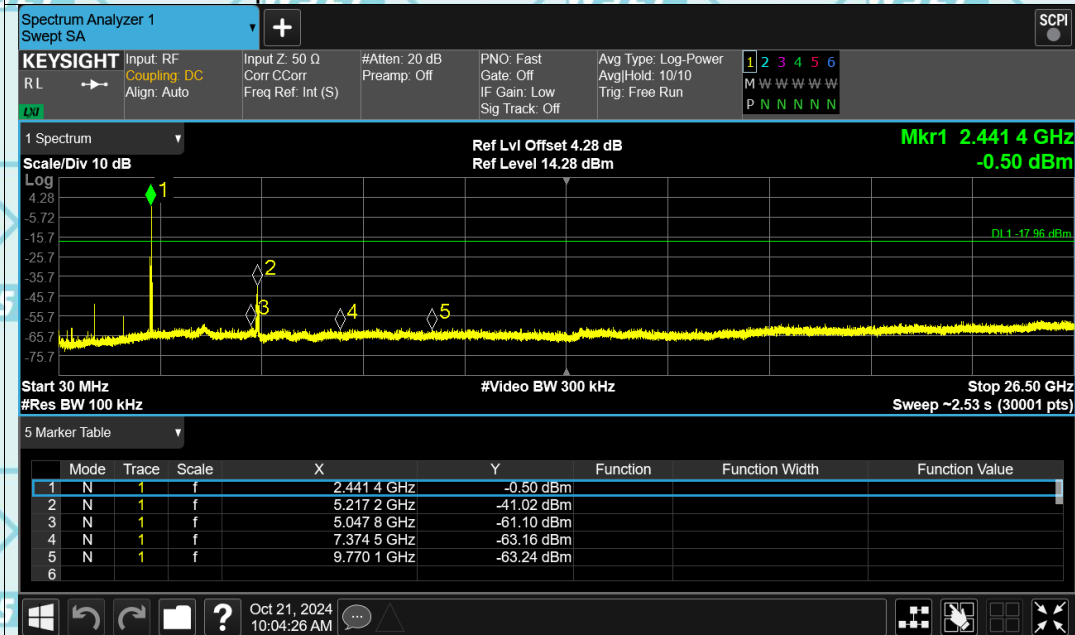 Spectrum Analyzer 1
Swept SA
+
SCPI
KEYSIGHT Input: RF Input Z: 50 Ω #Atten: 20 dB PNO: Fast Avg Type: Log-Power 1 2 3 4 5 6
R L Coupling: DC Corr CCorr Preamp: Off Gate: Off Avg|Hold: 10/10 M W W W W W
Align: Auto Freq Ref: Int (S) IF Gain: Low Trig: Free Run
LXI Sig Track: Off P N N N N N
1 Spectrum
Ref Lvl Offset 4.28 dB Mkr1 2.441 4 GHz
Scale/Div 10 dB Ref Level 14.28 dBm -0.50 dBm
Log
1
4.28
-5.72
-15.7 DL1 -17.96 dBm
-25.7
2
-35.7
-45.7
3 4 5
-55.7
-65.7
-75.7
Start 30 MHz #Video BW 300 kHz Stop 26.50 GHz
#Res BW 100 kHz Sweep ~2.53 s (30001 pts)
5 Marker Table
Mode Trace Scale X Y Function Function Width Function Value
1 N 1 f 2.441 4 GHz -0.50 dBm
2 N 1 f 5.217 2 GHz -41.02 dBm
3 N 1 f 5.047 8 GHz -61.10 dBm
4 N 1 f 7.374 5 GHz -63.16 dBm
5 N 1 f 9.770 1 GHz -63.24 dBm
6
? Oct 21, 2024
10:04:26 AM